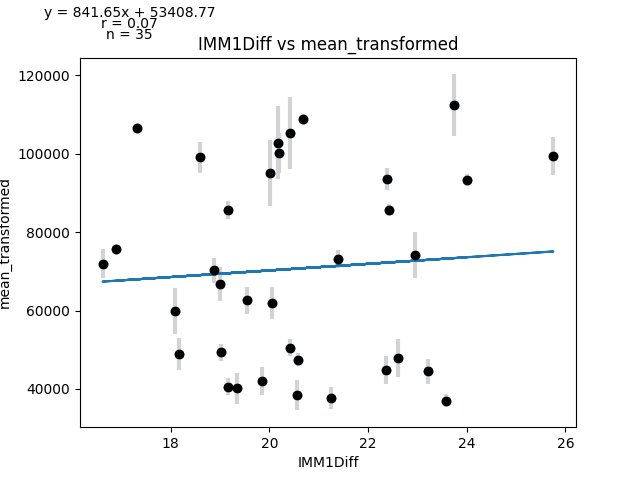 y = 841.65x + 53408.77
r = 0.07
n = 35
IMM1Diff vs mean_transformed
120000
100000
80000
60000
40000
mean_transformed
18 20 22 24 26
IMM1Diff